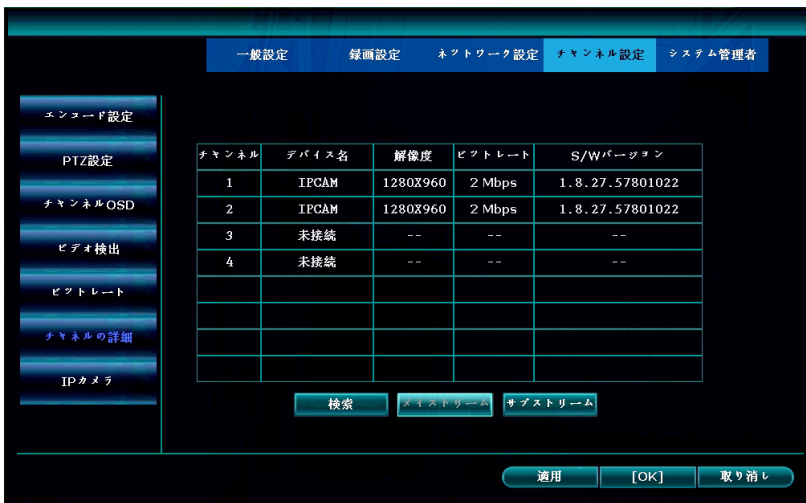 一般設定 録画設定 ネットワーク設定 チャンネル設定 システム管理者
エンコード設定
PTZ設定
チャンネルOSD
ビデオ検出
ビットレート
チャネルの詳細
IPカメラ
チャンネル デバイス名 解像度 ビットレート S/Wバージョン
1 IPCAM 1280X960 2 Mbps 1.8.27.57801022
2 IPCAM 1280X960 2 Mbps 1.8.27.57801022
3 未接続 -- -- --
4 未接続 -- -- --
検索 メイストリーム サブストリーム
適用 [OK] 取り消し